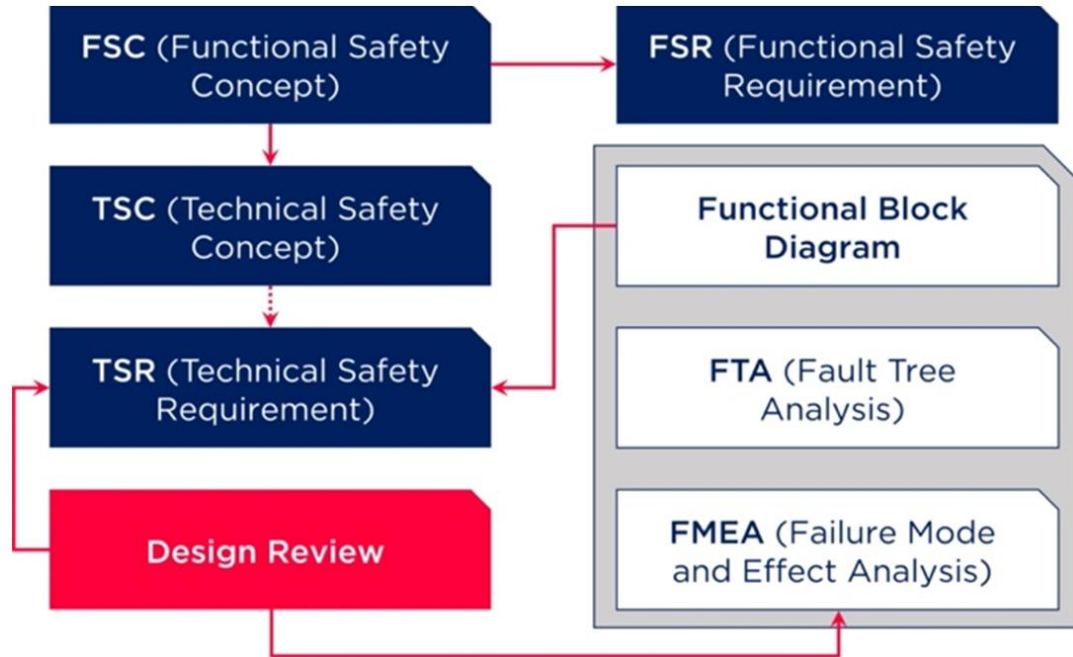 FSC (Functional Safety
Concept)
FSR (Functional Safety
Requirement)
TSC (Technical Safety
Concept)
Functional Block
Diagram
TSR (Technical Safety
Requirement)
FTA (Fault Tree
Analysis)
Design Review
FMEA (Failure Mode
and Effect Analysis)